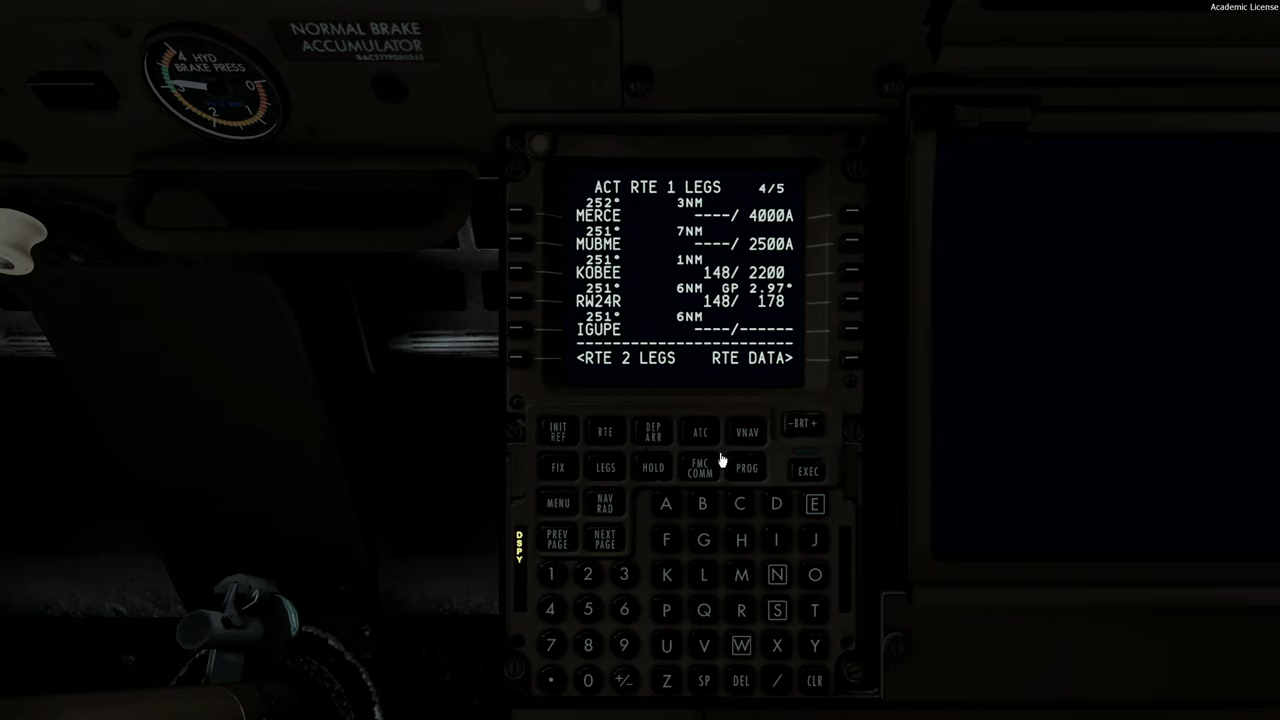 Academic License
NORMAL BRAKE
ACCUMULATOR
4 HYD
BRAKE PRESS
3 0
2 1
ACT RTE 1 LEGS 4/5
252° 3NM
MERCE ----/ 4000A
251° 7NM
MUBME ----/ 2500A
251° 1NM
KOBEE 148/ 2200
251° 6NM GP 2.97°
RW24R 148/ 178
251° 6NM
IGUPE ----/------
------------------------
<RTE 2 LEGS RTE DATA>
INIT REF RTE DEP ARR ATC VNAV -BRT+
FIX LEGS HOLD FMC COMM PROG EXEC
MENU NAV RAD A B C D E
DSPY
PREV PAGE NEXT PAGE F G H I J
1 2 3 K L M N O
4 5 6 P Q R S T
7 8 9 U V W X Y
. 0 +/- Z SP DEL / CLR